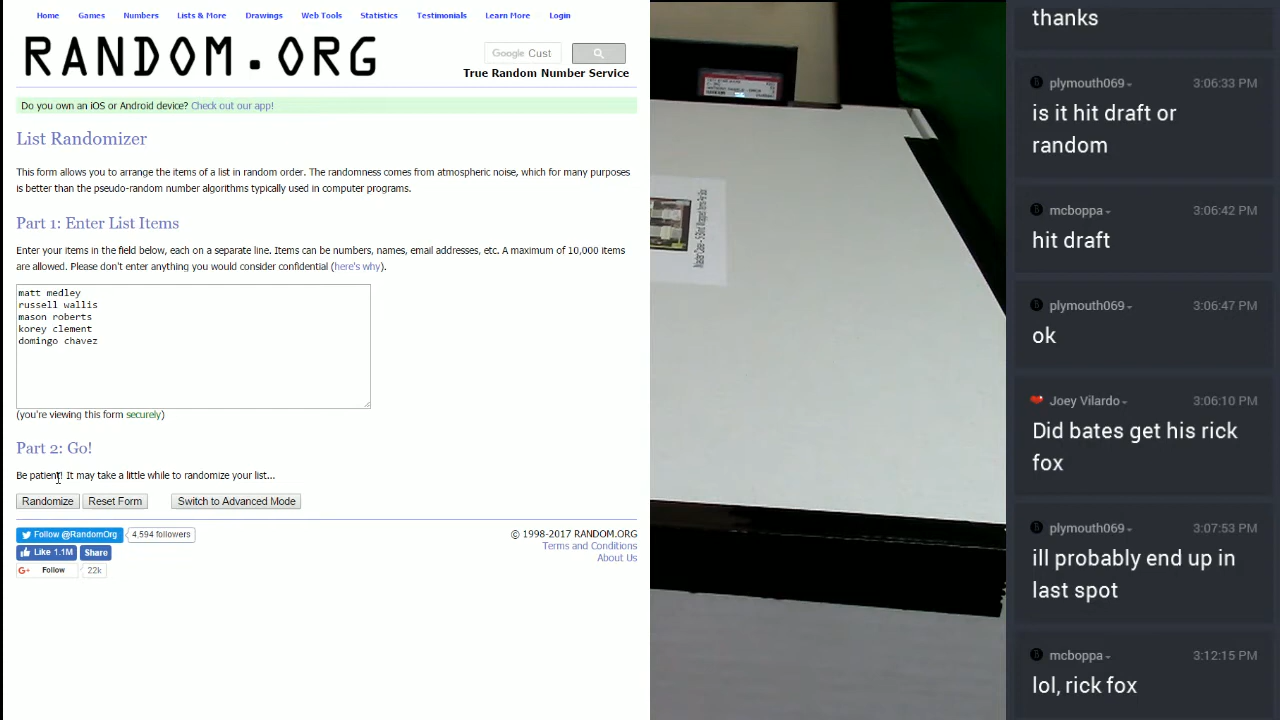 Home Games Numbers Lists & More Drawings Web Tools Statistics Testimonials Learn More Login
RANDOM.ORG
Google Cust
True Random Number Service
Do you own an iOS or Android device? Check out our app!
List Randomizer
This form allows you to arrange the items of a list in random order. The randomness comes from atmospheric noise, which for many purposes
is better than the pseudo-random number algorithms typically used in computer programs.
Part 1: Enter List Items
Enter your items in the field below, each on a separate line. Items can be numbers, names, email addresses, etc. A maximum of 10,000 items
are allowed. Please don't enter anything you would consider confidential (here's why).
matt medley
russell wallis
mason roberts
korey clement
domingo chavez
(you're viewing this form securely)
Part 2: Go!
Be patient! It may take a little while to randomize your list...
Randomize Reset Form Switch to Advanced Mode
Follow @RandomOrg 4,594 followers
Like 1.1M Share
G+ Follow 22k
© 1998-2017 RANDOM.ORG
Terms and Conditions
About Us
thanks
plymouth069 3:06:33 PM
is it hit draft or
random
mcboppa 3:06:42 PM
hit draft
plymouth069 3:06:47 PM
ok
Joey Vilardo 3:06:10 PM
Did bates get his rick
fox
plymouth069 3:07:53 PM
ill probably end up in
last spot
mcboppa 3:12:15 PM
lol, rick fox